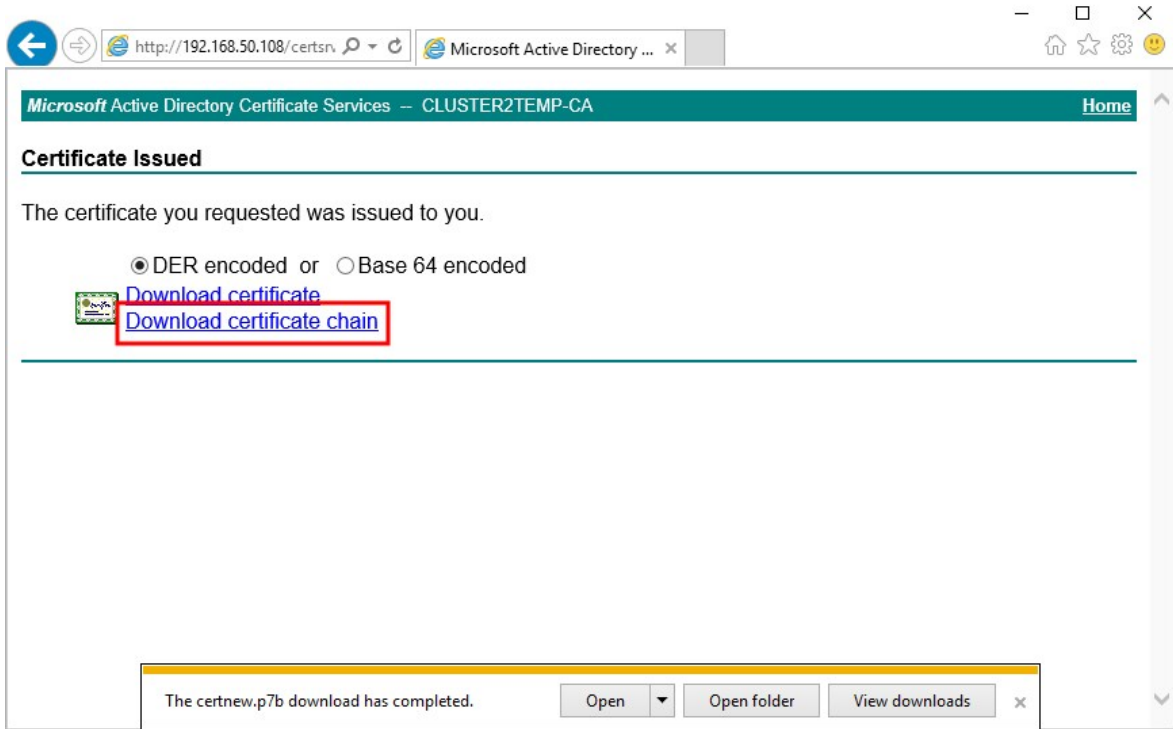 http://192.168.50.108/certsrv
Microsoft Active Directory ...
Microsoft Active Directory Certificate Services -- CLUSTER2TEMP-CA
Home
Certificate Issued
The certificate you requested was issued to you.
DER encoded or Base 64 encoded
Download certificate
Download certificate chain
The certnew.p7b download has completed.
Open
Open folder
View downloads